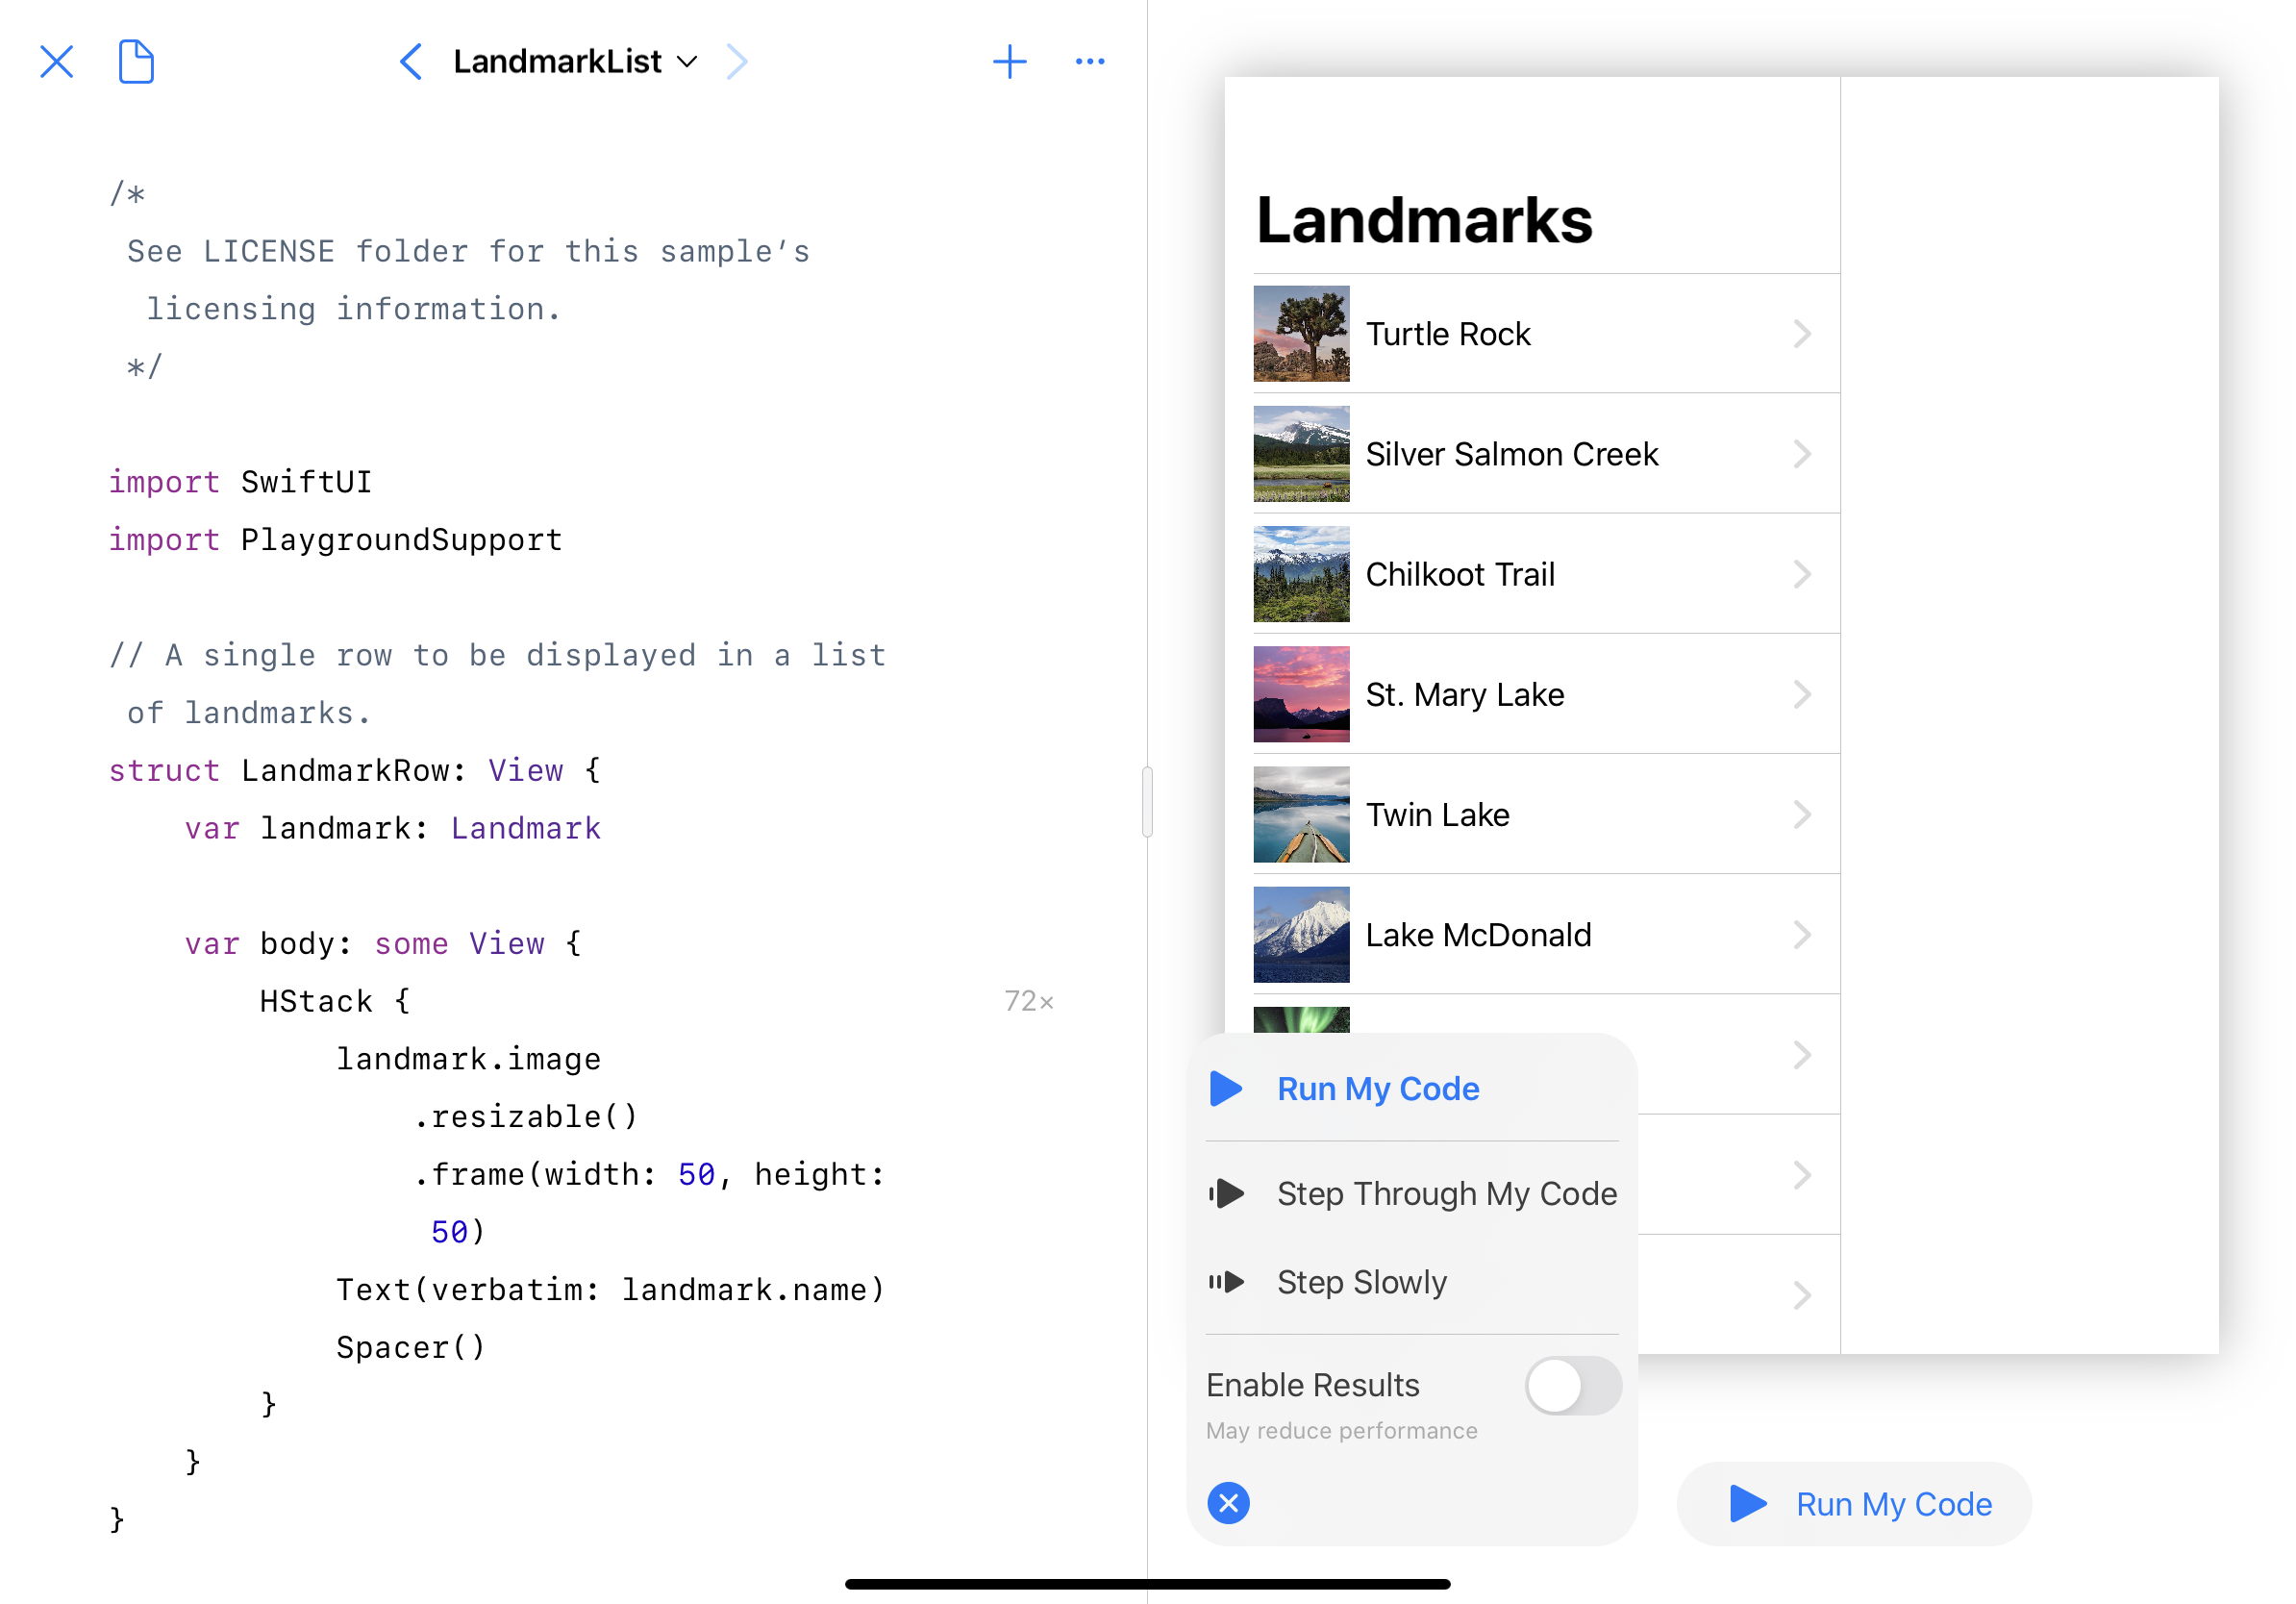 LandmarkList
/*
See LICENSE folder for this sample’s
licensing information.
*/
import SwiftUI
import PlaygroundSupport
// A single row to be displayed in a list
of landmarks.
struct LandmarkRow: View {
var landmark: Landmark
var body: some View {
HStack {
72×
landmark.image
.resizable()
.frame(width: 50, height:
50)
Text(verbatim: landmark.name)
Spacer()
}
}
}
Landmarks
Turtle Rock
Silver Salmon Creek
Chilkoot Trail
St. Mary Lake
Twin Lake
Lake McDonald
Run My Code
Step Through My Code
Step Slowly
Enable Results
May reduce performance
Run My Code